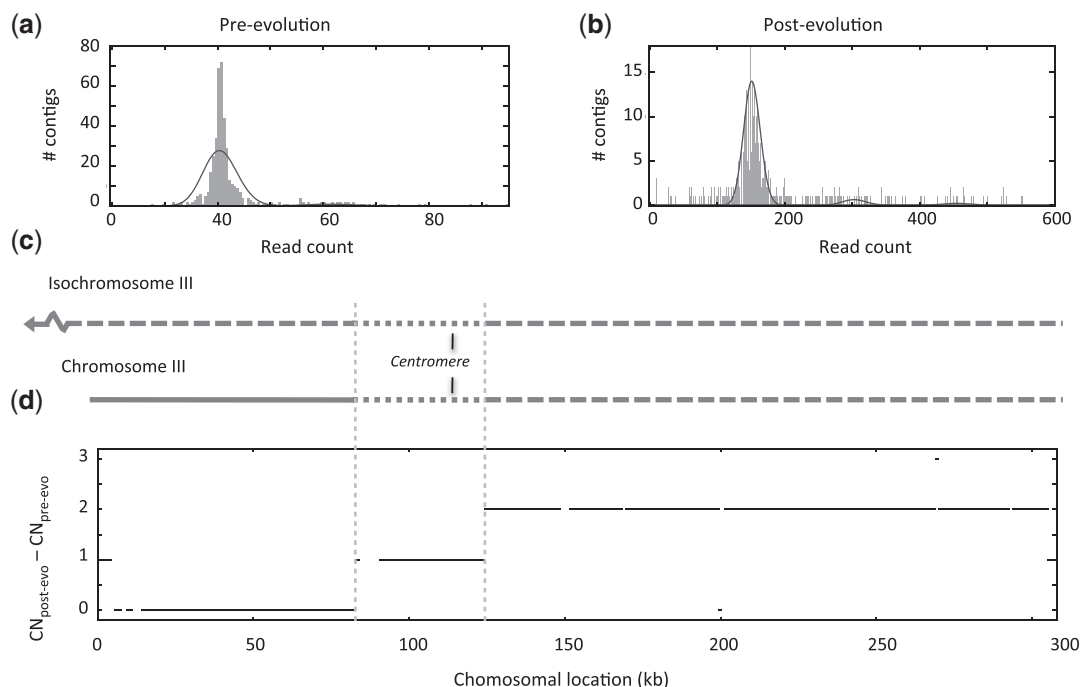 (a) Pre-evolution
(b) Post-evolution
# contigs
80
60
40
20
0
0 20 40 60 80
Read count
# contigs
15
10
5
0
0 200 400 600
Read count
(c)
Isochromosome III
Centromere
Chromosome III
(d)
CNpost-evo – CNpre-evo
3
2
1
0
0 50 100 150 200 250 300
Chomosomal location (kb)